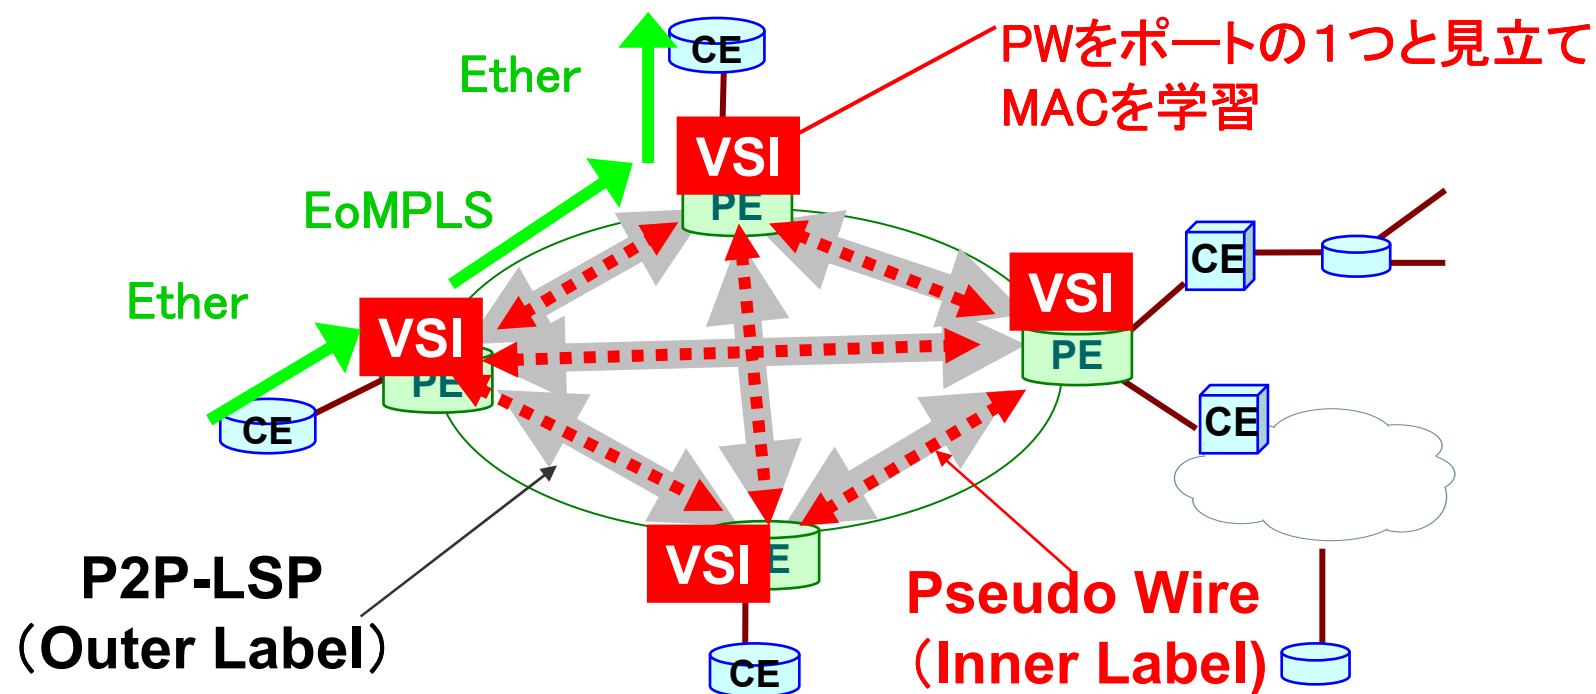 CE
PWをポートの１つと見立て
MACを学習
Ether
VSI
PE
EoMPLS
CE
VSI
Ether
PE
VSI
PE
CE
CE
VSI
E
P2P-LSP
（Outer Label）
Pseudo Wire
（Inner Label)
CE